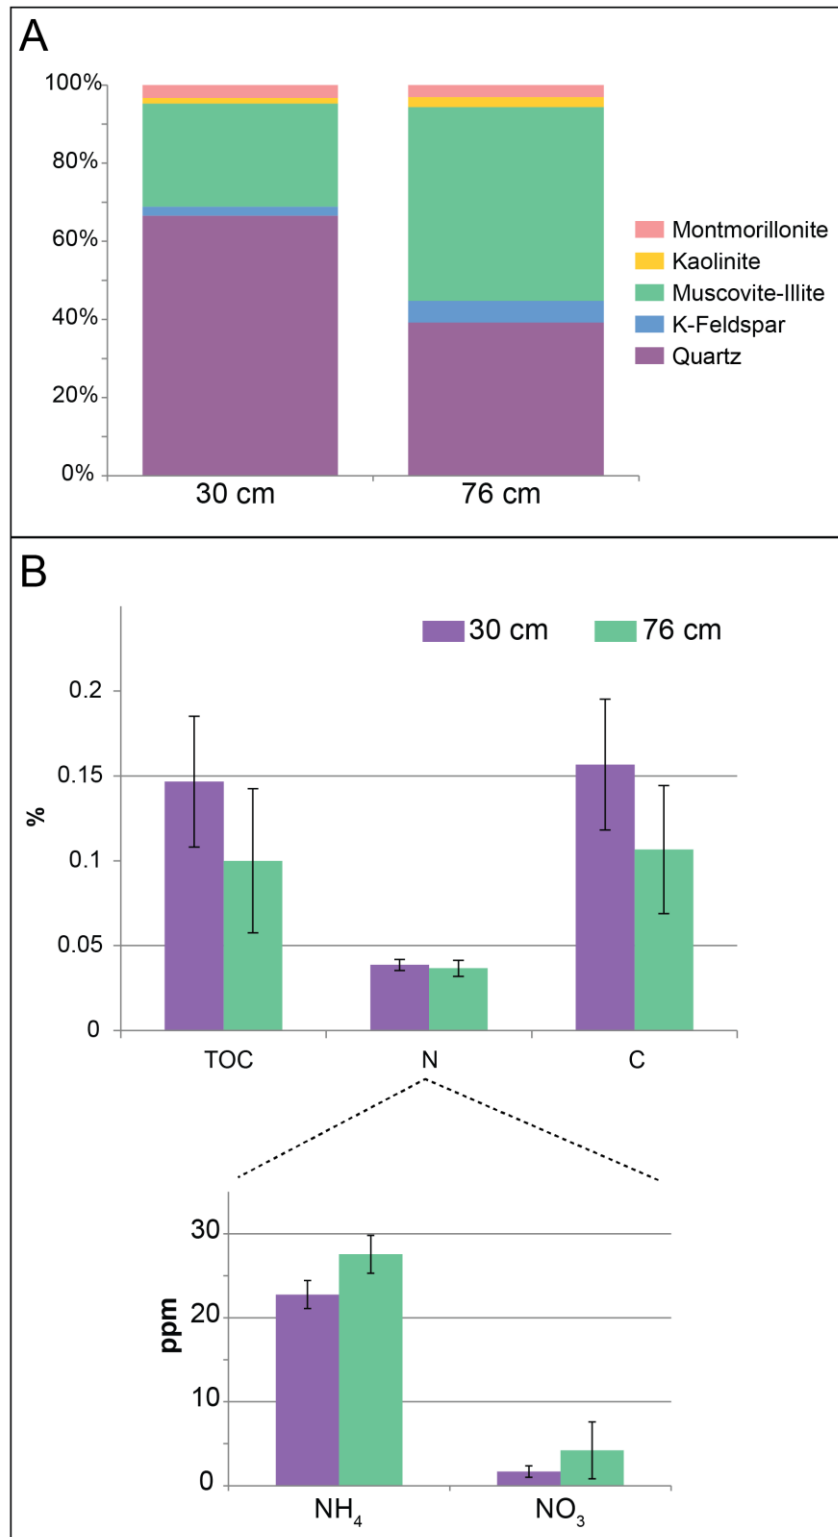 A
100%
80%
60%
40%
20%
0%
30 cm
76 cm
Montmorillonite
Kaolinite
Muscovite-Illite
K-Feldspar
Quartz
B
30 cm
76 cm
%
0.2
0.15
0.1
0.05
0
TOC
N
C
ppm
30
20
10
0
NH₄
NO₃